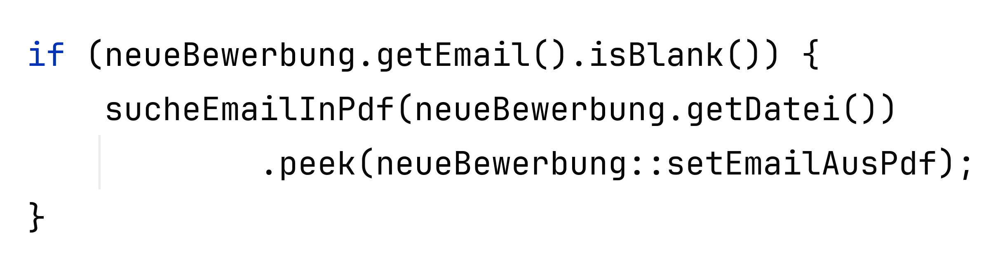 if (neueBewerbung.getEmail().isBlank()) {
    sucheEmailInPdf(neueBewerbung.getDatei())
            .peek(neueBewerbung::setEmailAusPdf);
}